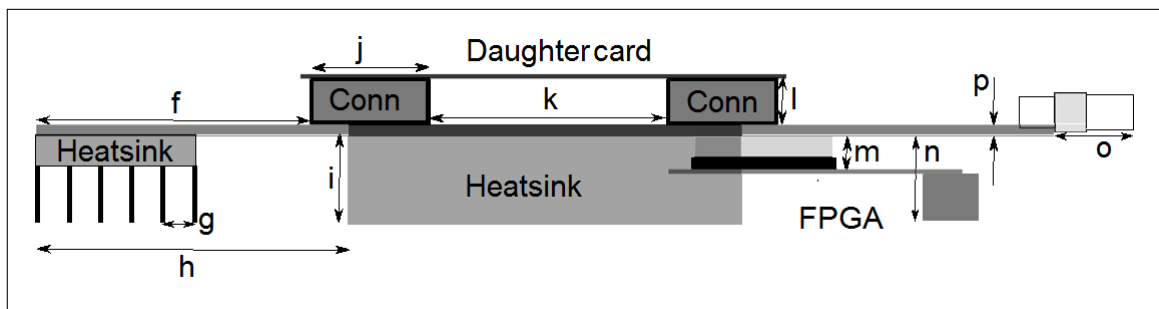 j
Daughter card
f
Conn
k
Conn
l
p
Heatsink
i
Heatsink
m
n
o
g
FPGA
h